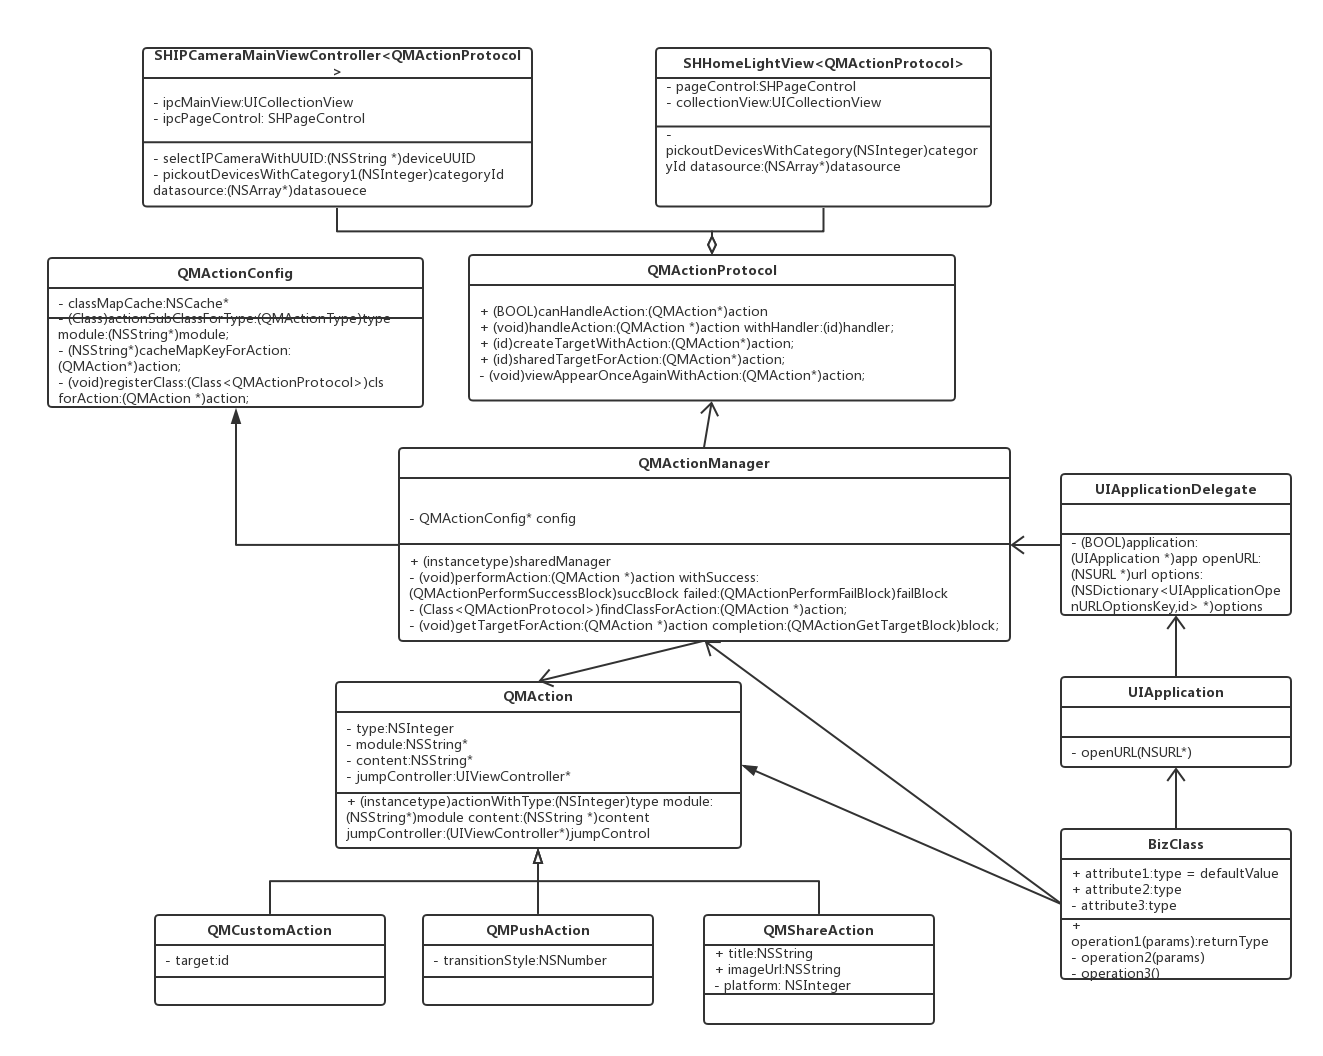 SHIPCameraMainViewController<QMActionProtocol
>
- ipcMainView:UICollectionView
- ipcPageControl: SHPageControl
- selectIPCameraWithUUID:(NSString *)deviceUUID
- pickoutDevicesWithCategory1(NSInteger)categoryId
datasource:(NSArray*)datasouece
SHHomeLightView<QMActionProtocol>
- pageControl:SHPageControl
- collectionView:UICollectionView
-
pickoutDevicesWithCategory(NSInteger)categor
yId datasource:(NSArray*)datasource
QMActionConfig
- classMapCache:NSCache*
- (Class)actionSubClassForType:(QMActionType)type
module:(NSString*)module;
- (NSString*)cacheMapKeyForAction:
(QMAction*)action;
- (void)registerClass:(Class<QMActionProtocol>)cls
forAction:(QMAction *)action;
QMActionProtocol
+ (BOOL)canHandleAction:(QMAction*)action
+ (void)handleAction:(QMAction *)action withHandler:(id)handler;
+ (id)createTargetWithAction:(QMAction*)action;
+ (id)sharedTargetForAction:(QMAction*)action;
- (void)viewAppearOnceAgainWithAction:(QMAction*)action;
QMActionManager
- QMActionConfig* config
+ (instancetype)sharedManager
- (void)performAction:(QMAction *)action withSuccess:
(QMActionPerformSuccessBlock)succBlock failed:(QMActionPerformFailBlock)failBlock
- (Class<QMActionProtocol>)findClassForAction:(QMAction *)action;
- (void)getTargetForAction:(QMAction *)action completion:(QMActionGetTargetBlock)block;
UIApplicationDelegate
- (BOOL)application:
(UIApplication *)app openURL:
(NSURL *)url options:
(NSDictionary<UIApplicationOpe
nURLOptionsKey,id> *)options
QMAction
- type:NSInteger
- module:NSString*
- content:NSString*
- jumpController:UIViewController*
+ (instancetype)actionWithType:(NSInteger)type module:
(NSString*)module content:(NSString *)content
jumpController:(UIViewController*)jumpControl
UIApplication
- openURL(NSURL*)
BizClass
+ attribute1:type = defaultValue
+ attribute2:type
- attribute3:type
+
operation1(params):returnType
- operation2(params)
- operation3()
QMCustomAction
- target:id
QMPushAction
- transitionStyle:NSNumber
QMShareAction
+ title:NSString
+ imageUrl:NSString
- platform: NSInteger